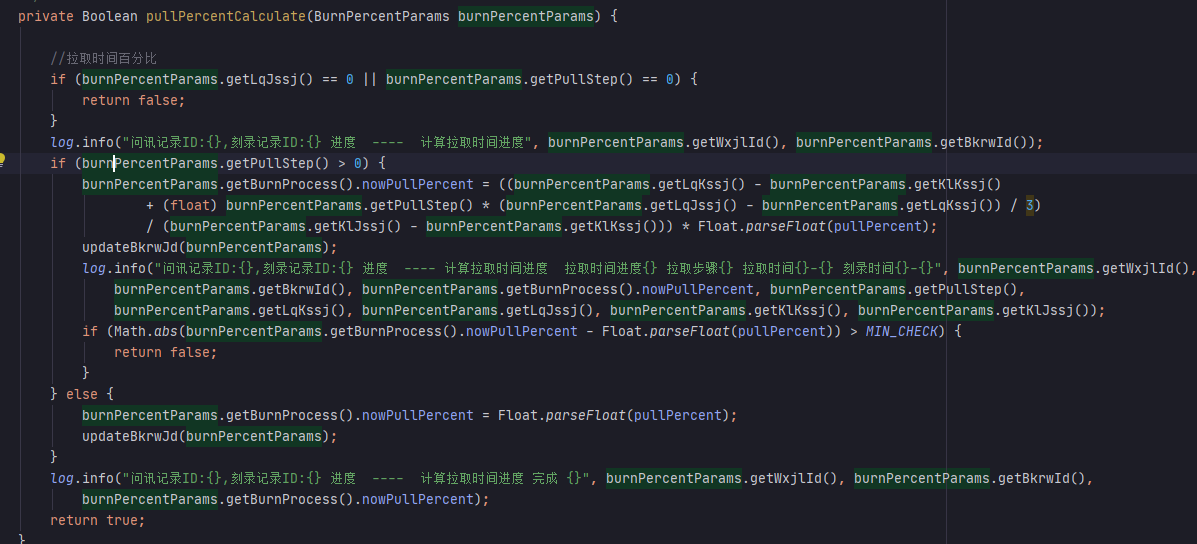 private Boolean pullPercentCalculate(BurnPercentParams burnPercentParams) {
//拉取时间百分比
if (burnPercentParams.getLqJssj() == 0 || burnPercentParams.getPullStep() == 0) {
return false;
}
log.info("问讯记录ID:{},刻录记录ID:{} 进度  ----  计算拉取时间进度", burnPercentParams.getWxjlId(), burnPercentParams.getBkrwId());
if (burnPercentParams.getPullStep() > 0) {
burnPercentParams.getBurnProcess().nowPullPercent = ((burnPercentParams.getLqKssj() - burnPercentParams.getKlKssj()
+ (float) burnPercentParams.getPullStep() * (burnPercentParams.getLqJssj() - burnPercentParams.getLqKssj()) / 3)
/ (burnPercentParams.getKlJssj() - burnPercentParams.getKlKssj())) * Float.parseFloat(pullPercent);
updateBkrwJd(burnPercentParams);
log.info("问讯记录ID:{},刻录记录ID:{} 进度  ---- 计算拉取时间进度  拉取时间进度{} 拉取步骤{} 拉取时间{}-{} 刻录时间{}-{}", burnPercentParams.getWxjlId(),
burnPercentParams.getBkrwId(), burnPercentParams.getBurnProcess().nowPullPercent, burnPercentParams.getPullStep(),
burnPercentParams.getLqKssj(), burnPercentParams.getLqJssj(), burnPercentParams.getKlKssj(), burnPercentParams.getKlJssj());
if (Math.abs(burnPercentParams.getBurnProcess().nowPullPercent - Float.parseFloat(pullPercent)) > MIN_CHECK) {
return false;
}
} else {
burnPercentParams.getBurnProcess().nowPullPercent = Float.parseFloat(pullPercent);
updateBkrwJd(burnPercentParams);
}
log.info("问讯记录ID:{},刻录记录ID:{} 进度  ----  计算拉取时间进度 完成 {}", burnPercentParams.getWxjlId(), burnPercentParams.getBkrwId(),
burnPercentParams.getBurnProcess().nowPullPercent);
return true;
}